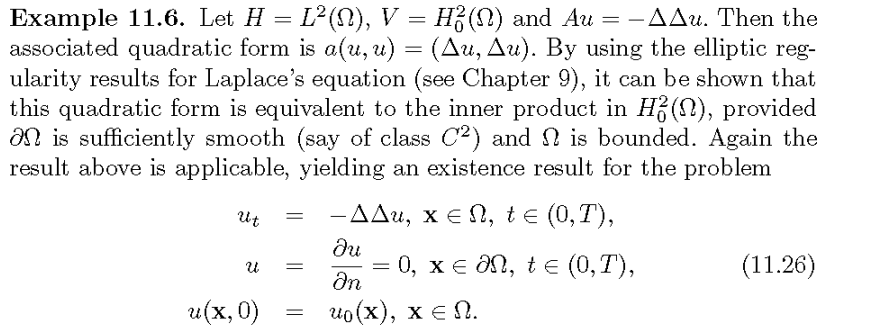 Example 11.6. Let H = L²(Ω), V = H₀²(Ω) and Au = −ΔΔu. Then the
associated quadratic form is a(u, u) = (Δu, Δu). By using the elliptic reg-
ularity results for Laplace's equation (see Chapter 9), it can be shown that
this quadratic form is equivalent to the inner product in H₀²(Ω), provided
∂Ω is sufficiently smooth (say of class C²) and Ω is bounded. Again the
result above is applicable, yielding an existence result for the problem
uₜ = −ΔΔu, x ∈ Ω, t ∈ (0, T),
u = ∂u/∂n = 0, x ∈ ∂Ω, t ∈ (0, T), (11.26)
u(x, 0) = u₀(x), x ∈ Ω.